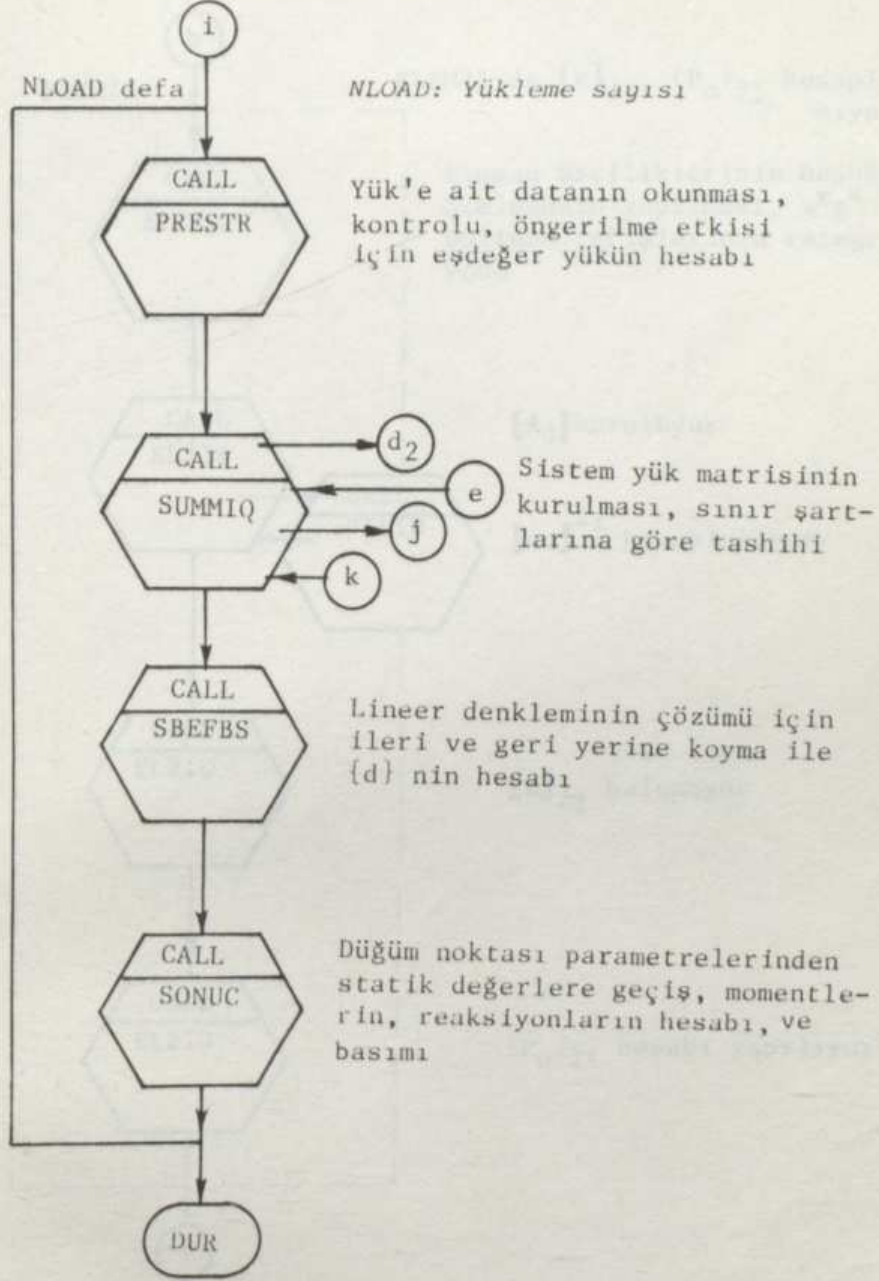 i
NLOAD defa
NLOAD: Yükleme sayısı
CALL
PRESTR
Yük'e ait datanın okunması,
kontrolu, öngerilme etkisi
için eşdeğer yükün hesabı
CALL
SUMMIQ
d2
e
j
k
Sistem yük matrisinin
kurulması, sınır şart-
larına göre tashihi
CALL
SBEFBS
Lineer denkleminin çözümü için
ileri ve geri yerine koyma ile
{d} nin hesabı
CALL
SONUC
Düğüm noktası parametrelerinden
statik değerlere geçiş, momentle-
rin, reaksiyonların hesabı, ve
basımı
DUR